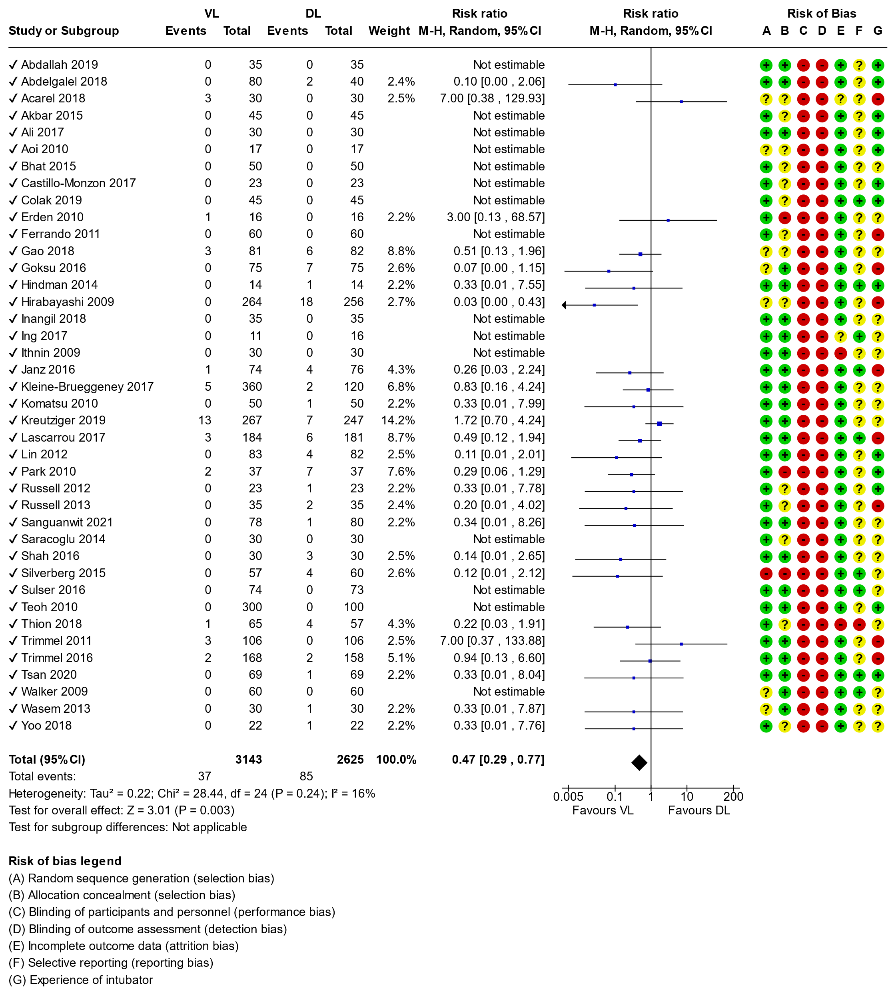 VL DL Risk ratio Risk ratio Risk of Bias
Study or Subgroup Events Total Events Total Weight M-H, Random, 95% CI M-H, Random, 95% CI A B C D E F G
✓ Abdallah 2019 0 35 0 35 Not estimable + + - - + ? +
✓ Abdelgalel 2018 0 80 2 40 2.4% 0.10 [0.00 , 2.06] + + - - + ? +
✓ Acarel 2018 3 30 0 30 2.5% 7.00 [0.38 , 129.93] ? ? - - ? ? -
✓ Akbar 2015 0 45 0 45 Not estimable + ? - - + ? +
✓ Ali 2017 0 30 0 30 Not estimable + + - - + ? +
✓ Aoi 2010 0 17 0 17 Not estimable ? ? - - + ? +
✓ Bhat 2015 0 50 0 50 Not estimable + ? - - + ? ?
✓ Castillo-Monzon 2017 0 23 0 23 Not estimable + ? - - + ? +
✓ Colak 2019 0 45 0 45 Not estimable + ? - - + + +
✓ Erden 2010 1 16 0 16 2.2% 3.00 [0.13 , 68.57] + - - - + ? ?
✓ Ferrando 2011 0 60 0 60 Not estimable + ? - - + ? -
✓ Gao 2018 3 81 6 82 8.8% 0.51 [0.13 , 1.96] ? ? - - + ? ?
✓ Goksu 2016 0 75 7 75 2.6% 0.07 [0.00 , 1.15] ? + - - + ? -
✓ Hindman 2014 0 14 1 14 2.2% 0.33 [0.01 , 7.55] + + - - + + +
✓ Hirabayashi 2009 0 264 18 256 2.7% 0.03 [0.00 , 0.43] ? ? - - + ? -
✓ Inangil 2018 0 35 0 35 Not estimable + + - - + ? ?
✓ Ing 2017 0 11 0 16 Not estimable + + - - ? + ?
✓ Ithnin 2009 0 30 0 30 Not estimable + + - - - ? ?
✓ Janz 2016 1 74 4 76 4.3% 0.26 [0.03 , 2.24] + + - - + + -
✓ Kleine-Brueggeney 2017 5 360 2 120 6.8% 0.83 [0.16 , 4.24] + + - - + ? ?
✓ Komatsu 2010 0 50 1 50 2.2% 0.33 [0.01 , 7.99] + + - - + ? ?
✓ Kreutziger 2019 13 267 7 247 14.2% 1.72 [0.70 , 4.24] + + - - + ? ?
✓ Lascarrou 2017 3 184 6 181 8.7% 0.49 [0.12 , 1.94] + + - - + + -
✓ Lin 2012 0 83 4 82 2.5% 0.11 [0.01 , 2.01] + + - - + ? +
✓ Park 2010 2 37 7 37 7.6% 0.29 [0.06 , 1.29] + - - - + ? +
✓ Russell 2012 0 23 1 23 2.2% 0.33 [0.01 , 7.78] + ? - - + ? +
✓ Russell 2013 0 35 2 35 2.4% 0.20 [0.01 , 4.02] + ? - - + ? -
✓ Sanguanwit 2021 0 78 1 80 2.2% 0.34 [0.01 , 8.26] + + - - + ? ?
✓ Saracoglu 2014 0 30 0 30 Not estimable + ? - - + ? ?
✓ Shah 2016 0 30 3 30 2.5% 0.14 [0.01 , 2.65] + + - - + ? ?
✓ Silverberg 2015 0 57 4 60 2.6% 0.12 [0.01 , 2.12] - - - - + + ?
✓ Sulser 2016 0 74 0 73 Not estimable + + - - + + ?
✓ Teoh 2010 0 300 0 100 Not estimable + + - - + ? +
✓ Thion 2018 1 65 4 57 4.3% 0.22 [0.03 , 1.91] + ? - - - - ?
✓ Trimmel 2011 3 106 0 106 2.5% 7.00 [0.37 , 133.88] + + - - + ? -
✓ Trimmel 2016 2 168 2 158 5.1% 0.94 [0.13 , 6.60] + + - - + ? -
✓ Tsan 2020 0 69 1 69 2.2% 0.33 [0.01 , 8.04] + + - - + + +
✓ Walker 2009 0 60 0 60 Not estimable ? + - - + + ?
✓ Wasem 2013 0 30 1 30 2.2% 0.33 [0.01 , 7.87] ? + - - + ? ?
✓ Yoo 2018 0 22 1 22 2.2% 0.33 [0.01 , 7.76] + ? - - + ? ?
Total (95% CI) 3143 2625 100.0% 0.47 [0.29 , 0.77]
Total events: 37 85
Heterogeneity: Tau² = 0.22; Chi² = 28.44, df = 24 (P = 0.24); I² = 16%
0.005 0.1 1 10 200
Test for overall effect: Z = 3.01 (P = 0.003)
Favours VL Favours DL
Test for subgroup differences: Not applicable
Risk of bias legend
(A) Random sequence generation (selection bias)
(B) Allocation concealment (selection bias)
(C) Blinding of participants and personnel (performance bias)
(D) Blinding of outcome assessment (detection bias)
(E) Incomplete outcome data (attrition bias)
(F) Selective reporting (reporting bias)
(G) Experience of intubator